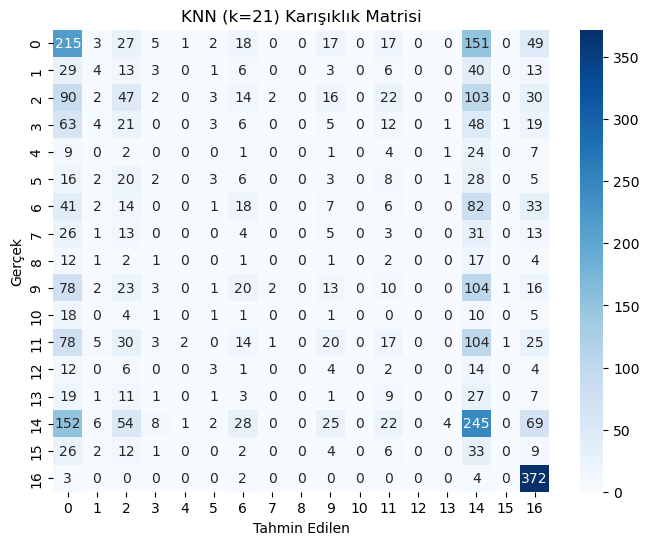 KNN (k=21) Karışıklık Matrisi
Gerçek
0 215 3 27 5 1 2 18 0 0 17 0 17 0 0 151 0 49
1 29 4 13 3 0 1 6 0 0 3 0 6 0 0 40 0 13
2 90 2 47 2 0 3 14 2 0 16 0 22 0 0 103 0 30
3 63 4 21 0 0 3 6 0 0 5 0 12 0 1 48 1 19
4 9 0 2 0 0 0 1 0 0 1 0 4 0 1 24 0 7
5 16 2 20 2 0 3 6 0 0 3 0 8 0 1 28 0 5
6 41 2 14 0 0 1 18 0 0 7 0 6 0 0 82 0 33
7 26 1 13 0 0 0 4 0 0 5 0 3 0 0 31 0 13
8 12 1 2 1 0 0 1 0 0 1 0 2 0 0 17 0 4
9 78 2 23 3 0 1 20 2 0 13 0 10 0 0 104 1 16
10 18 0 4 1 0 1 1 0 0 1 0 0 0 0 10 0 5
11 78 5 30 3 2 0 14 1 0 20 0 17 0 0 104 1 25
12 12 0 6 0 0 3 1 0 0 4 0 2 0 0 14 0 4
13 19 1 11 1 0 1 3 0 0 1 0 9 0 0 27 0 7
14 152 6 54 8 1 2 28 0 0 25 0 22 0 4 245 0 69
15 26 2 12 1 0 0 2 0 0 4 0 6 0 0 33 0 9
16 3 0 0 0 0 0 2 0 0 0 0 0 0 0 4 0 372
0 1 2 3 4 5 6 7 8 9 10 11 12 13 14 15 16
Tahmin Edilen
350
300
250
200
150
100
50
0